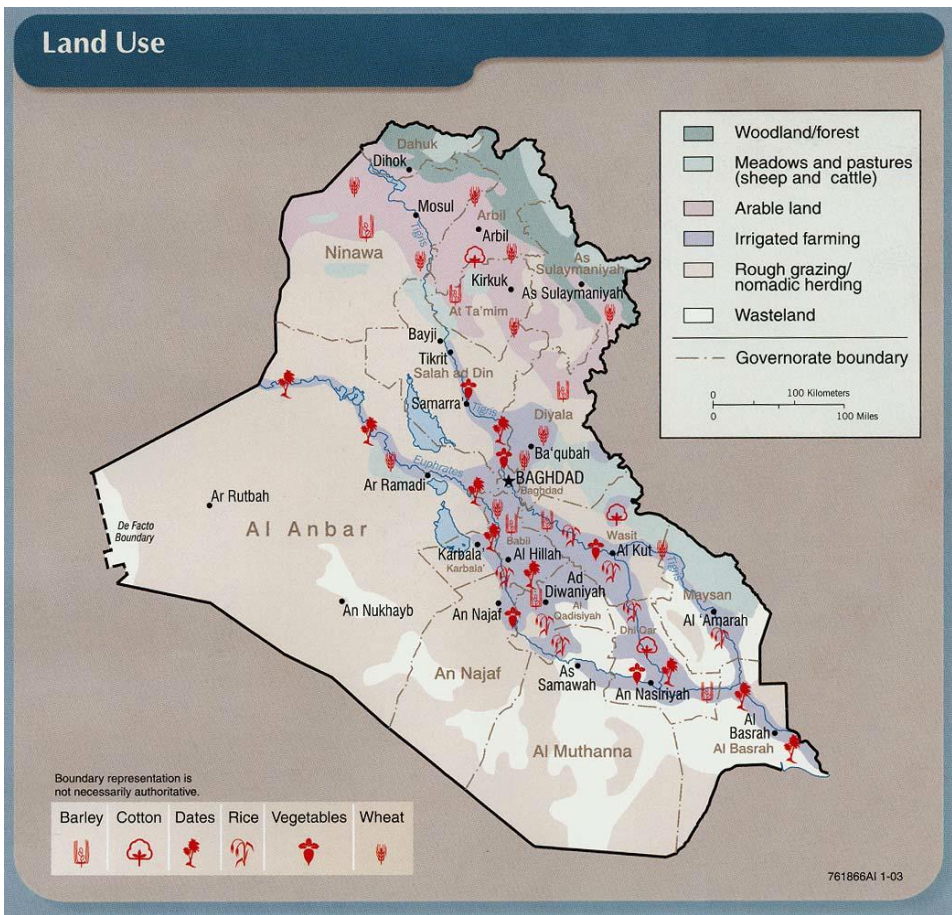 Land Use
Woodland/forest
Meadows and pastures
(sheep and cattle)
Arable land
Irrigated farming
Rough grazing/
nomadic herding
Wasteland
Governorate boundary
0 100 Kilometers
0 100 Miles
Dahuk
Dihok
Mosul
Arbil
Arbil
Tigris
Ninawa
As
Sulaymaniyah
Kirkuk
As Sulaymaniyah
At Ta'mim
Bayji
Tikrit
Salah ad Din
Samarra'
Tigris
Diyala
Ba'qubah
Euphrates
BAGHDAD
Baghdad
Ar Ramadi
Ar Rutbah
De Facto
Boundary
Al Anbar
Wasit
Babil
Karbala'
Al Hillah
Al Kut
Karbala'
Tigris
Ad
Diwaniyah
Maysan
An Nukhayb
An Najaf
Al
Qadisiyah
Al 'Amarah
Dhi Qar
An Najaf
As
Samawah
An Nasiriyah
Al
Basrah
Al Muthanna
Al Basrah
Boundary representation is
not necessarily authoritative.
Barley Cotton Dates Rice Vegetables Wheat
761866AI 1-03